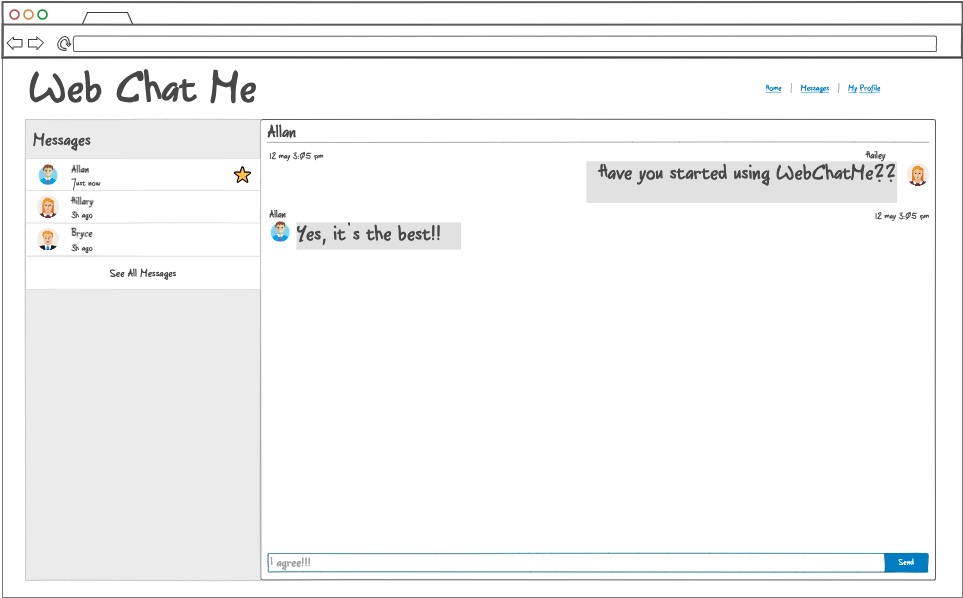 Web Chat Me
Home | Messages | My Profile
Messages
Allan
Just now
Hillary
3h ago
Bryce
3h ago
See All Messages
Allan
12 may 3:05 pm
Hailey
Have you started using WebChatMe??
Allan
12 may 3:05 pm
Yes, it's the best!!
I agree!!!
Send